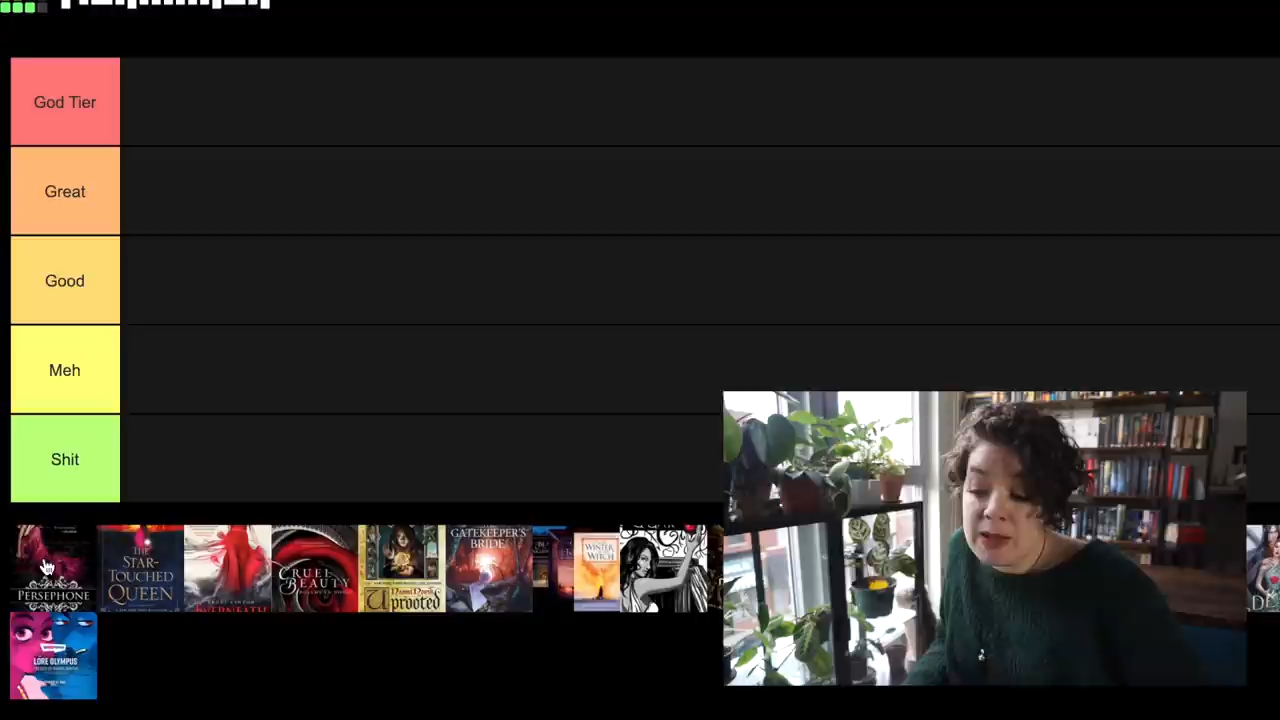 God Tier
Great
Good
Meh
Shit
PERSEPHONE
THE
STAR-
TOUCHED
QUEEN
CRUEL
BEAUTY
Uprooted
GATEKEEPER'S
BRIDE
WINTER
WITCH
LORE OLYMPUS